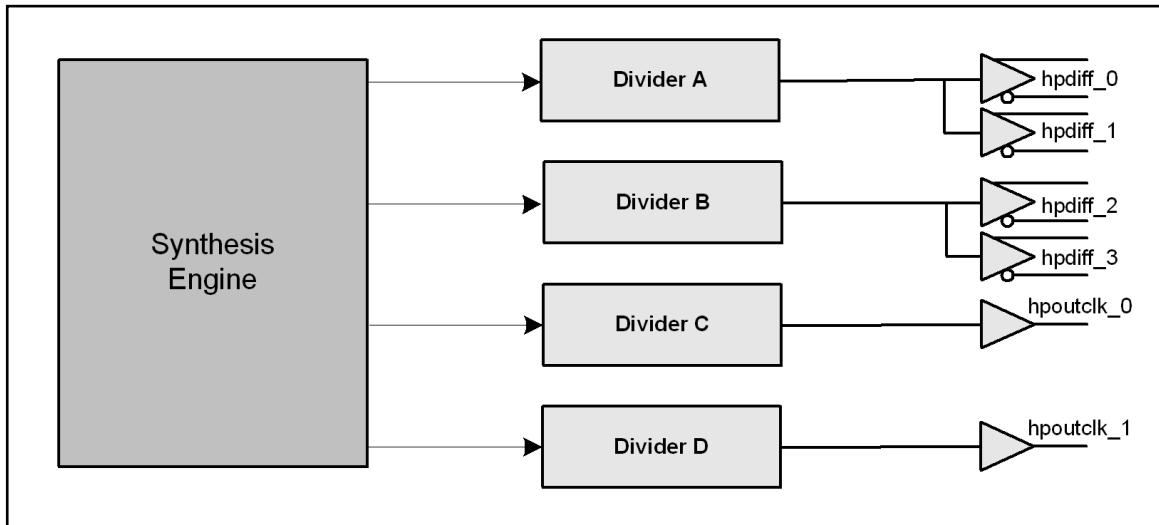 Synthesis
Engine
Divider A
hpdiff_0
hpdiff_1
Divider B
hpdiff_2
hpdiff_3
Divider C
hpoutclk_0
Divider D
hpoutclk_1